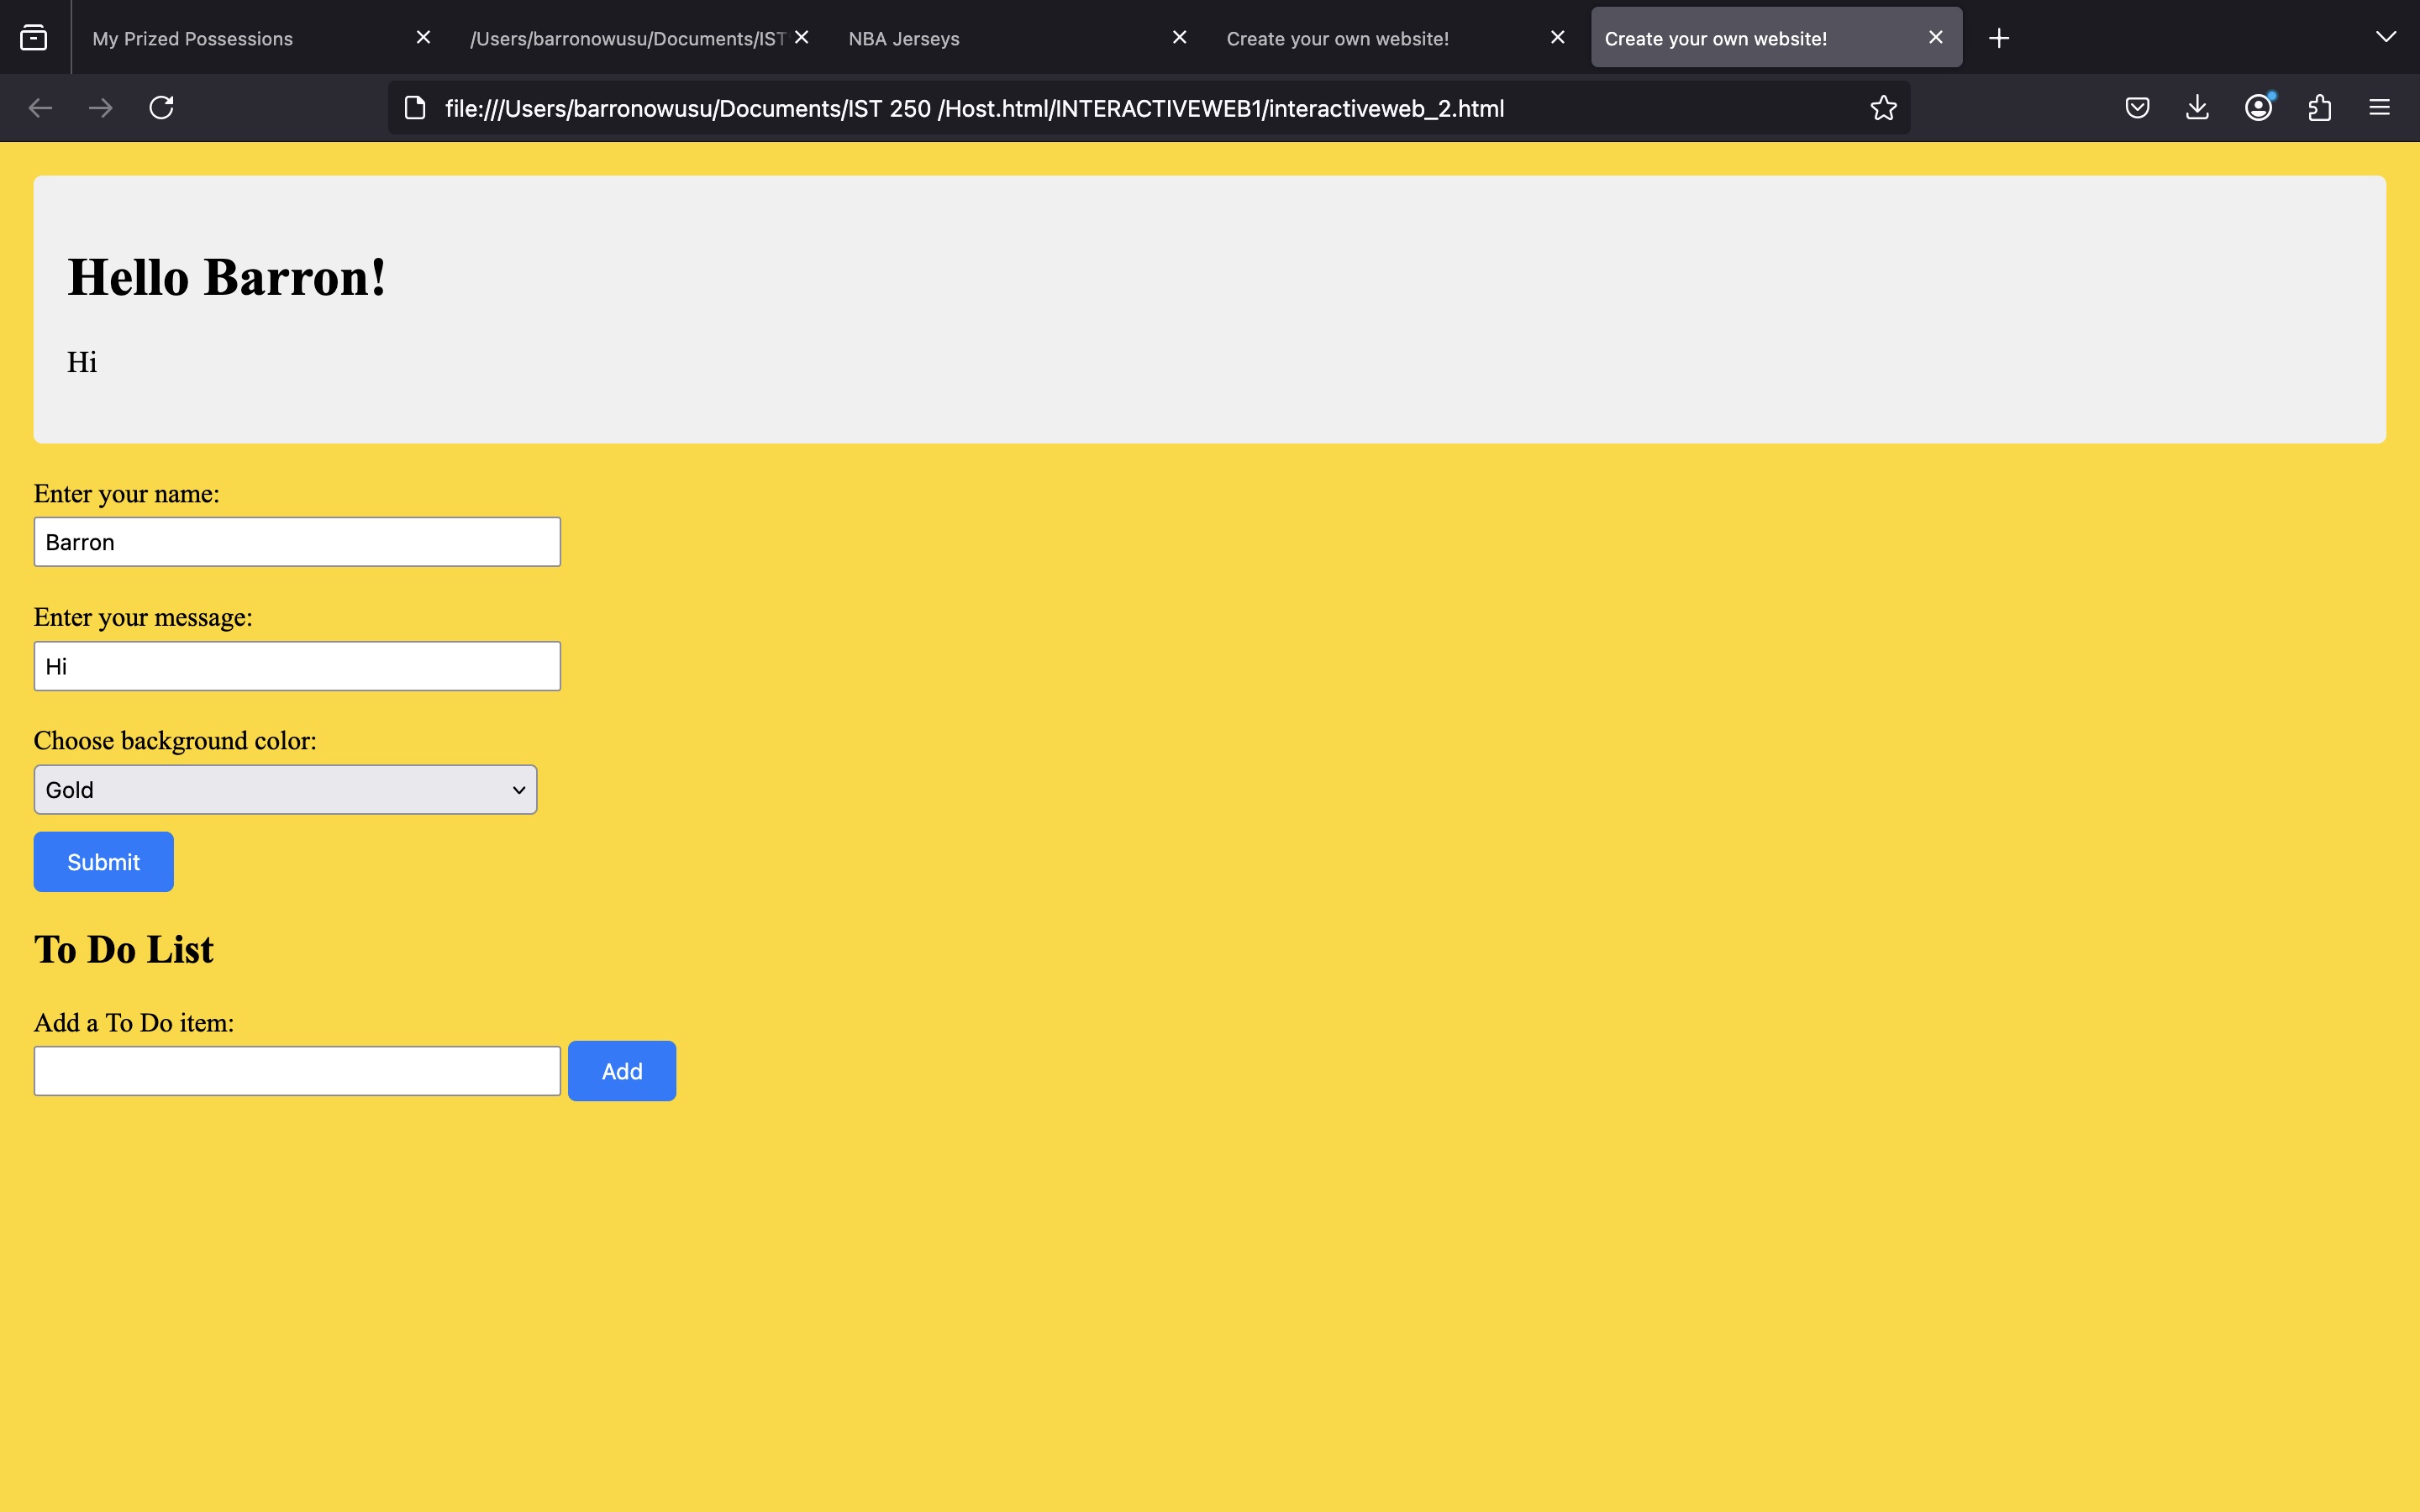 My Prized Possessions
/Users/barronowusu/Documents/IST
NBA Jerseys
Create your own website!
Create your own website!
file:///Users/barronowusu/Documents/IST 250 /Host.html/INTERACTIVEWEB1/interactiveweb_2.html
Hello Barron!
Hi
Enter your name:
Barron
Enter your message:
Hi
Choose background color:
Gold
Submit
To Do List
Add a To Do item:
Add